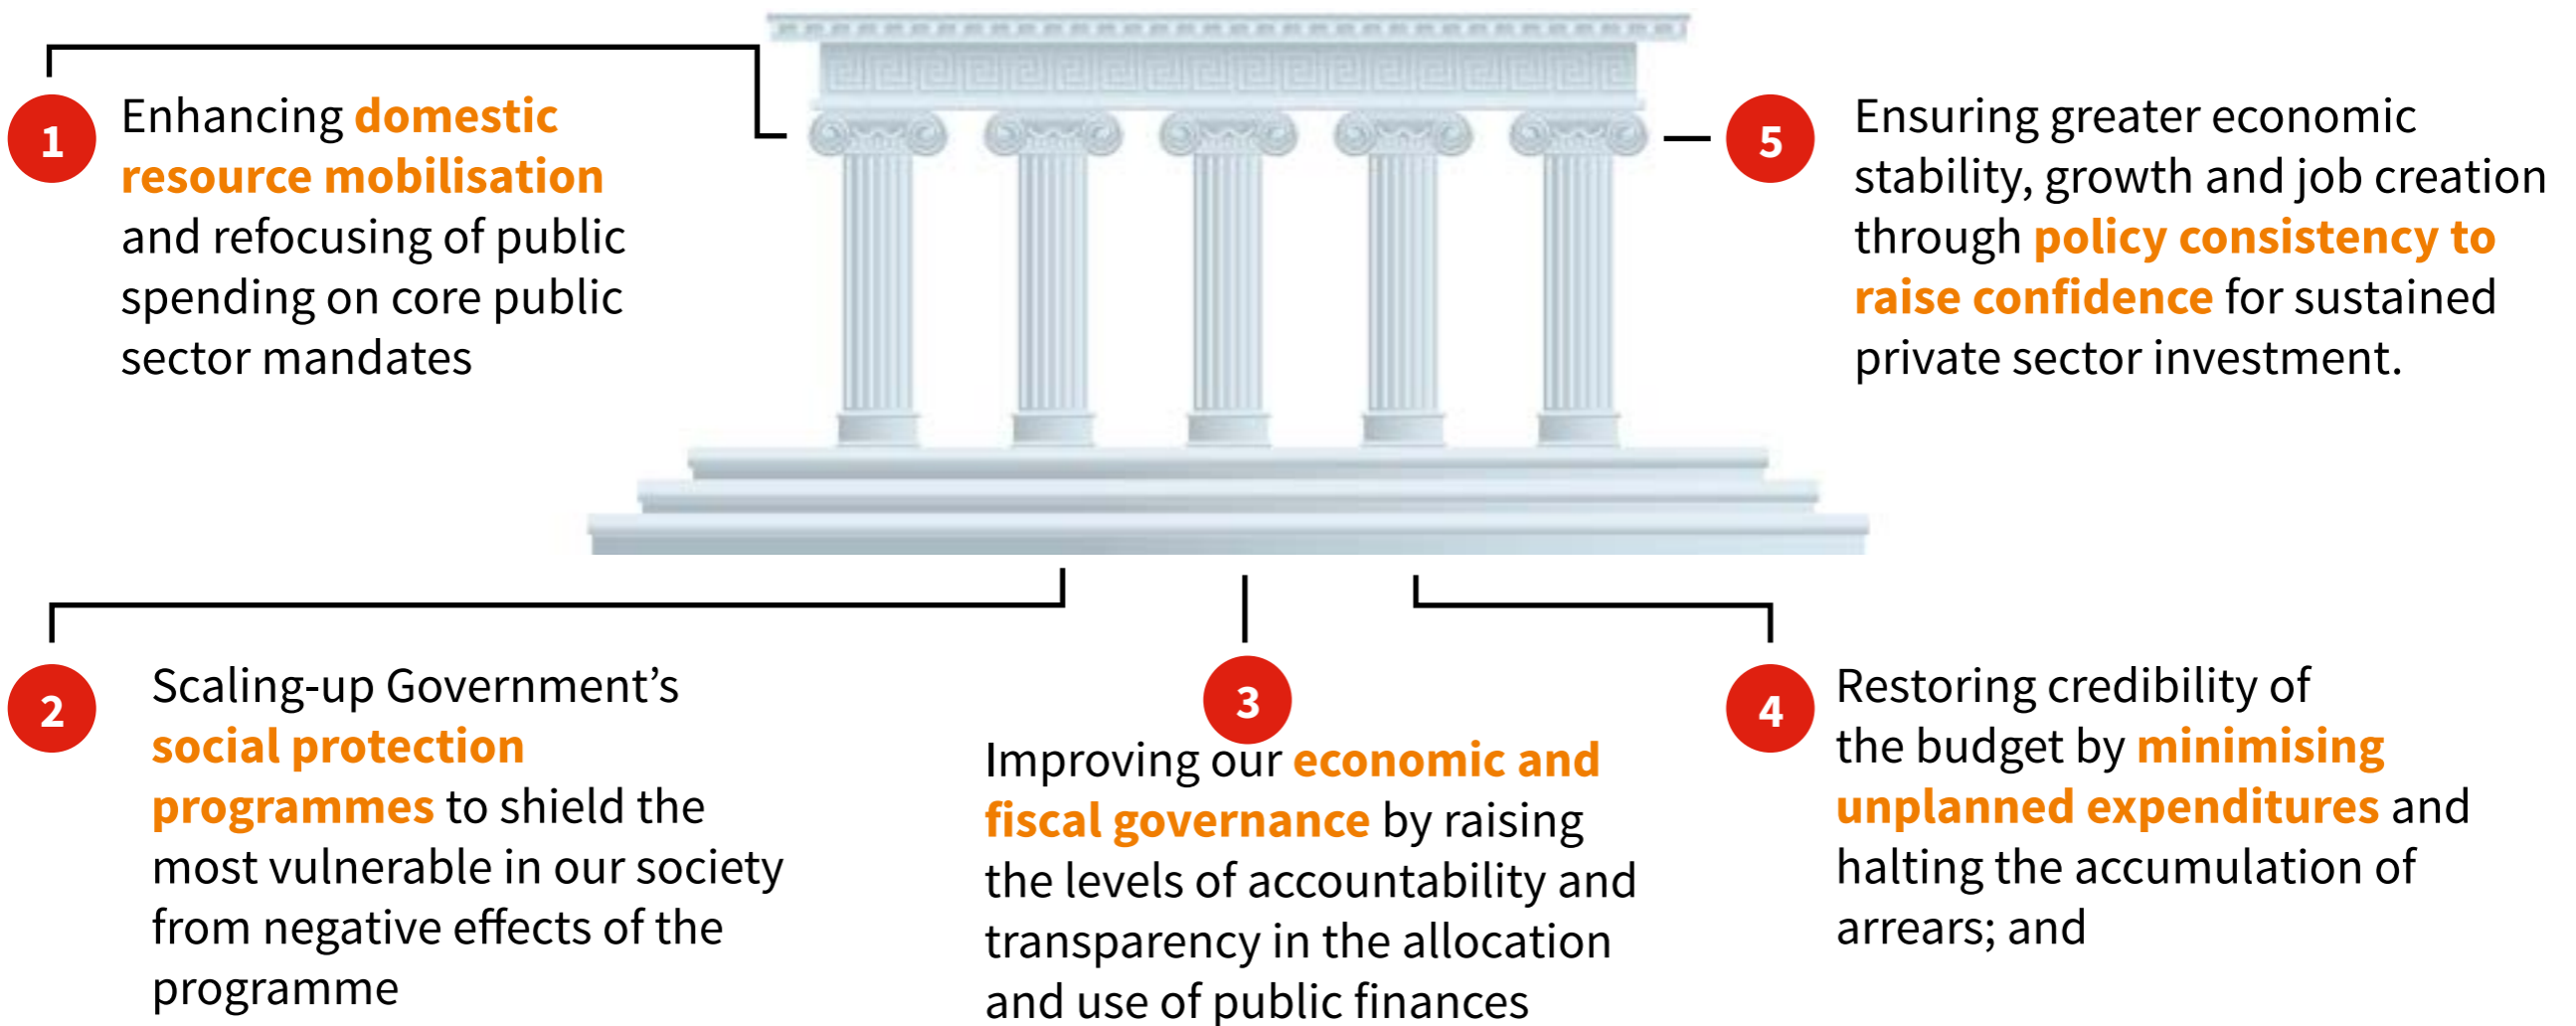 1
Enhancing domestic
resource mobilisation
and refocusing of public
spending on core public
sector mandates
2
Scaling-up Government’s
social protection
programmes to shield the
most vulnerable in our society
from negative effects of the
programme
3
Improving our economic and
fiscal governance by raising
the levels of accountability and
transparency in the allocation
and use of public finances
4
Restoring credibility of
the budget by minimising
unplanned expenditures and
halting the accumulation of
arrears; and
5
Ensuring greater economic
stability, growth and job creation
through policy consistency to
raise confidence for sustained
private sector investment.